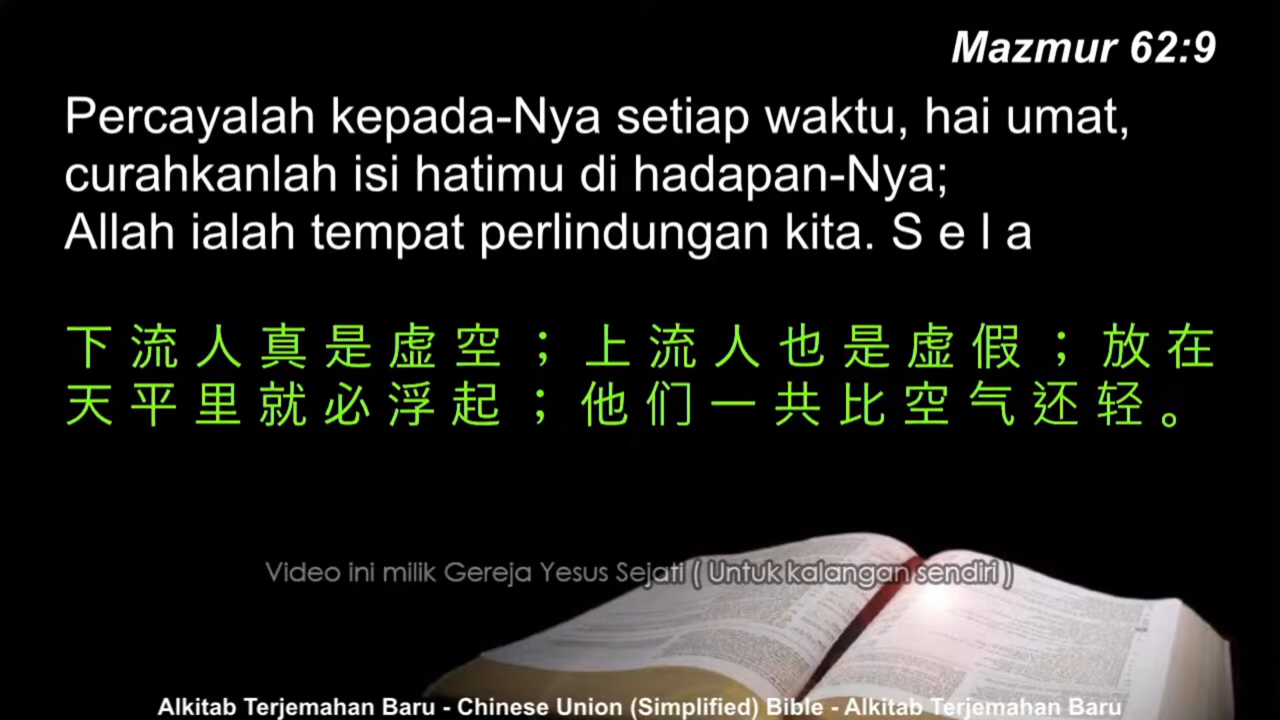 Mazmur 62:9
Percayalah kepada-Nya setiap waktu, hai umat,
curahkanlah isi hatimu di hadapan-Nya;
Allah ialah tempat perlindungan kita. S e l a
下流人真是虚空；上流人也是虚假；放在
天平里就必浮起；他们一共比空气还轻。
Video ini milik Gereja Yesus Sejati ( Untuk kalangan sendiri )
Alkitab Terjemahan Baru - Chinese Union (Simplified) Bible - Alkitab Terjemahan Baru